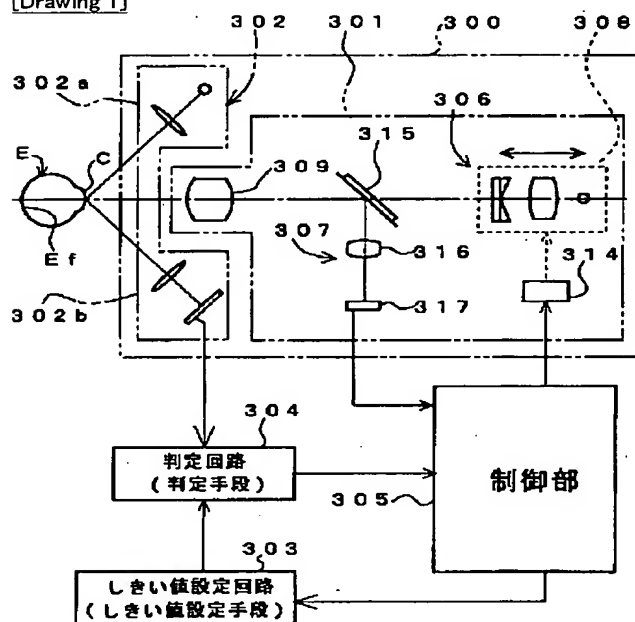 [Drawing 1]
302 301 300 308
302a
306
315
E C
309
307
316
Ef
314
317
302b
304
判定回路
(判定手段)
305
制御部
303
しきい値設定回路
(しきい値設定手段)